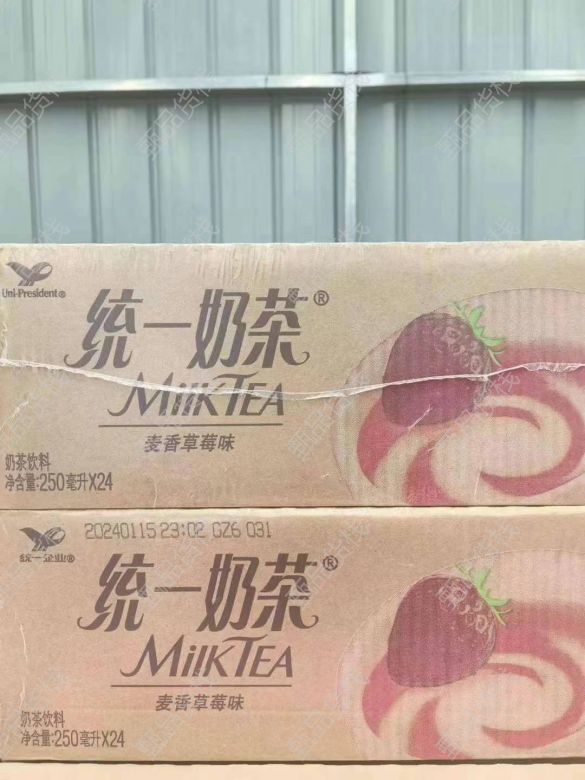 Uni-President®
统一奶茶®
MilkTea
麦香草莓味
奶茶饮料
净含量:250毫升X24
20240115 23:02 GZ6 Q31
统一企业®
统一奶茶®
MilkTea
麦香草莓味
奶茶饮料
净含量:250毫升X24